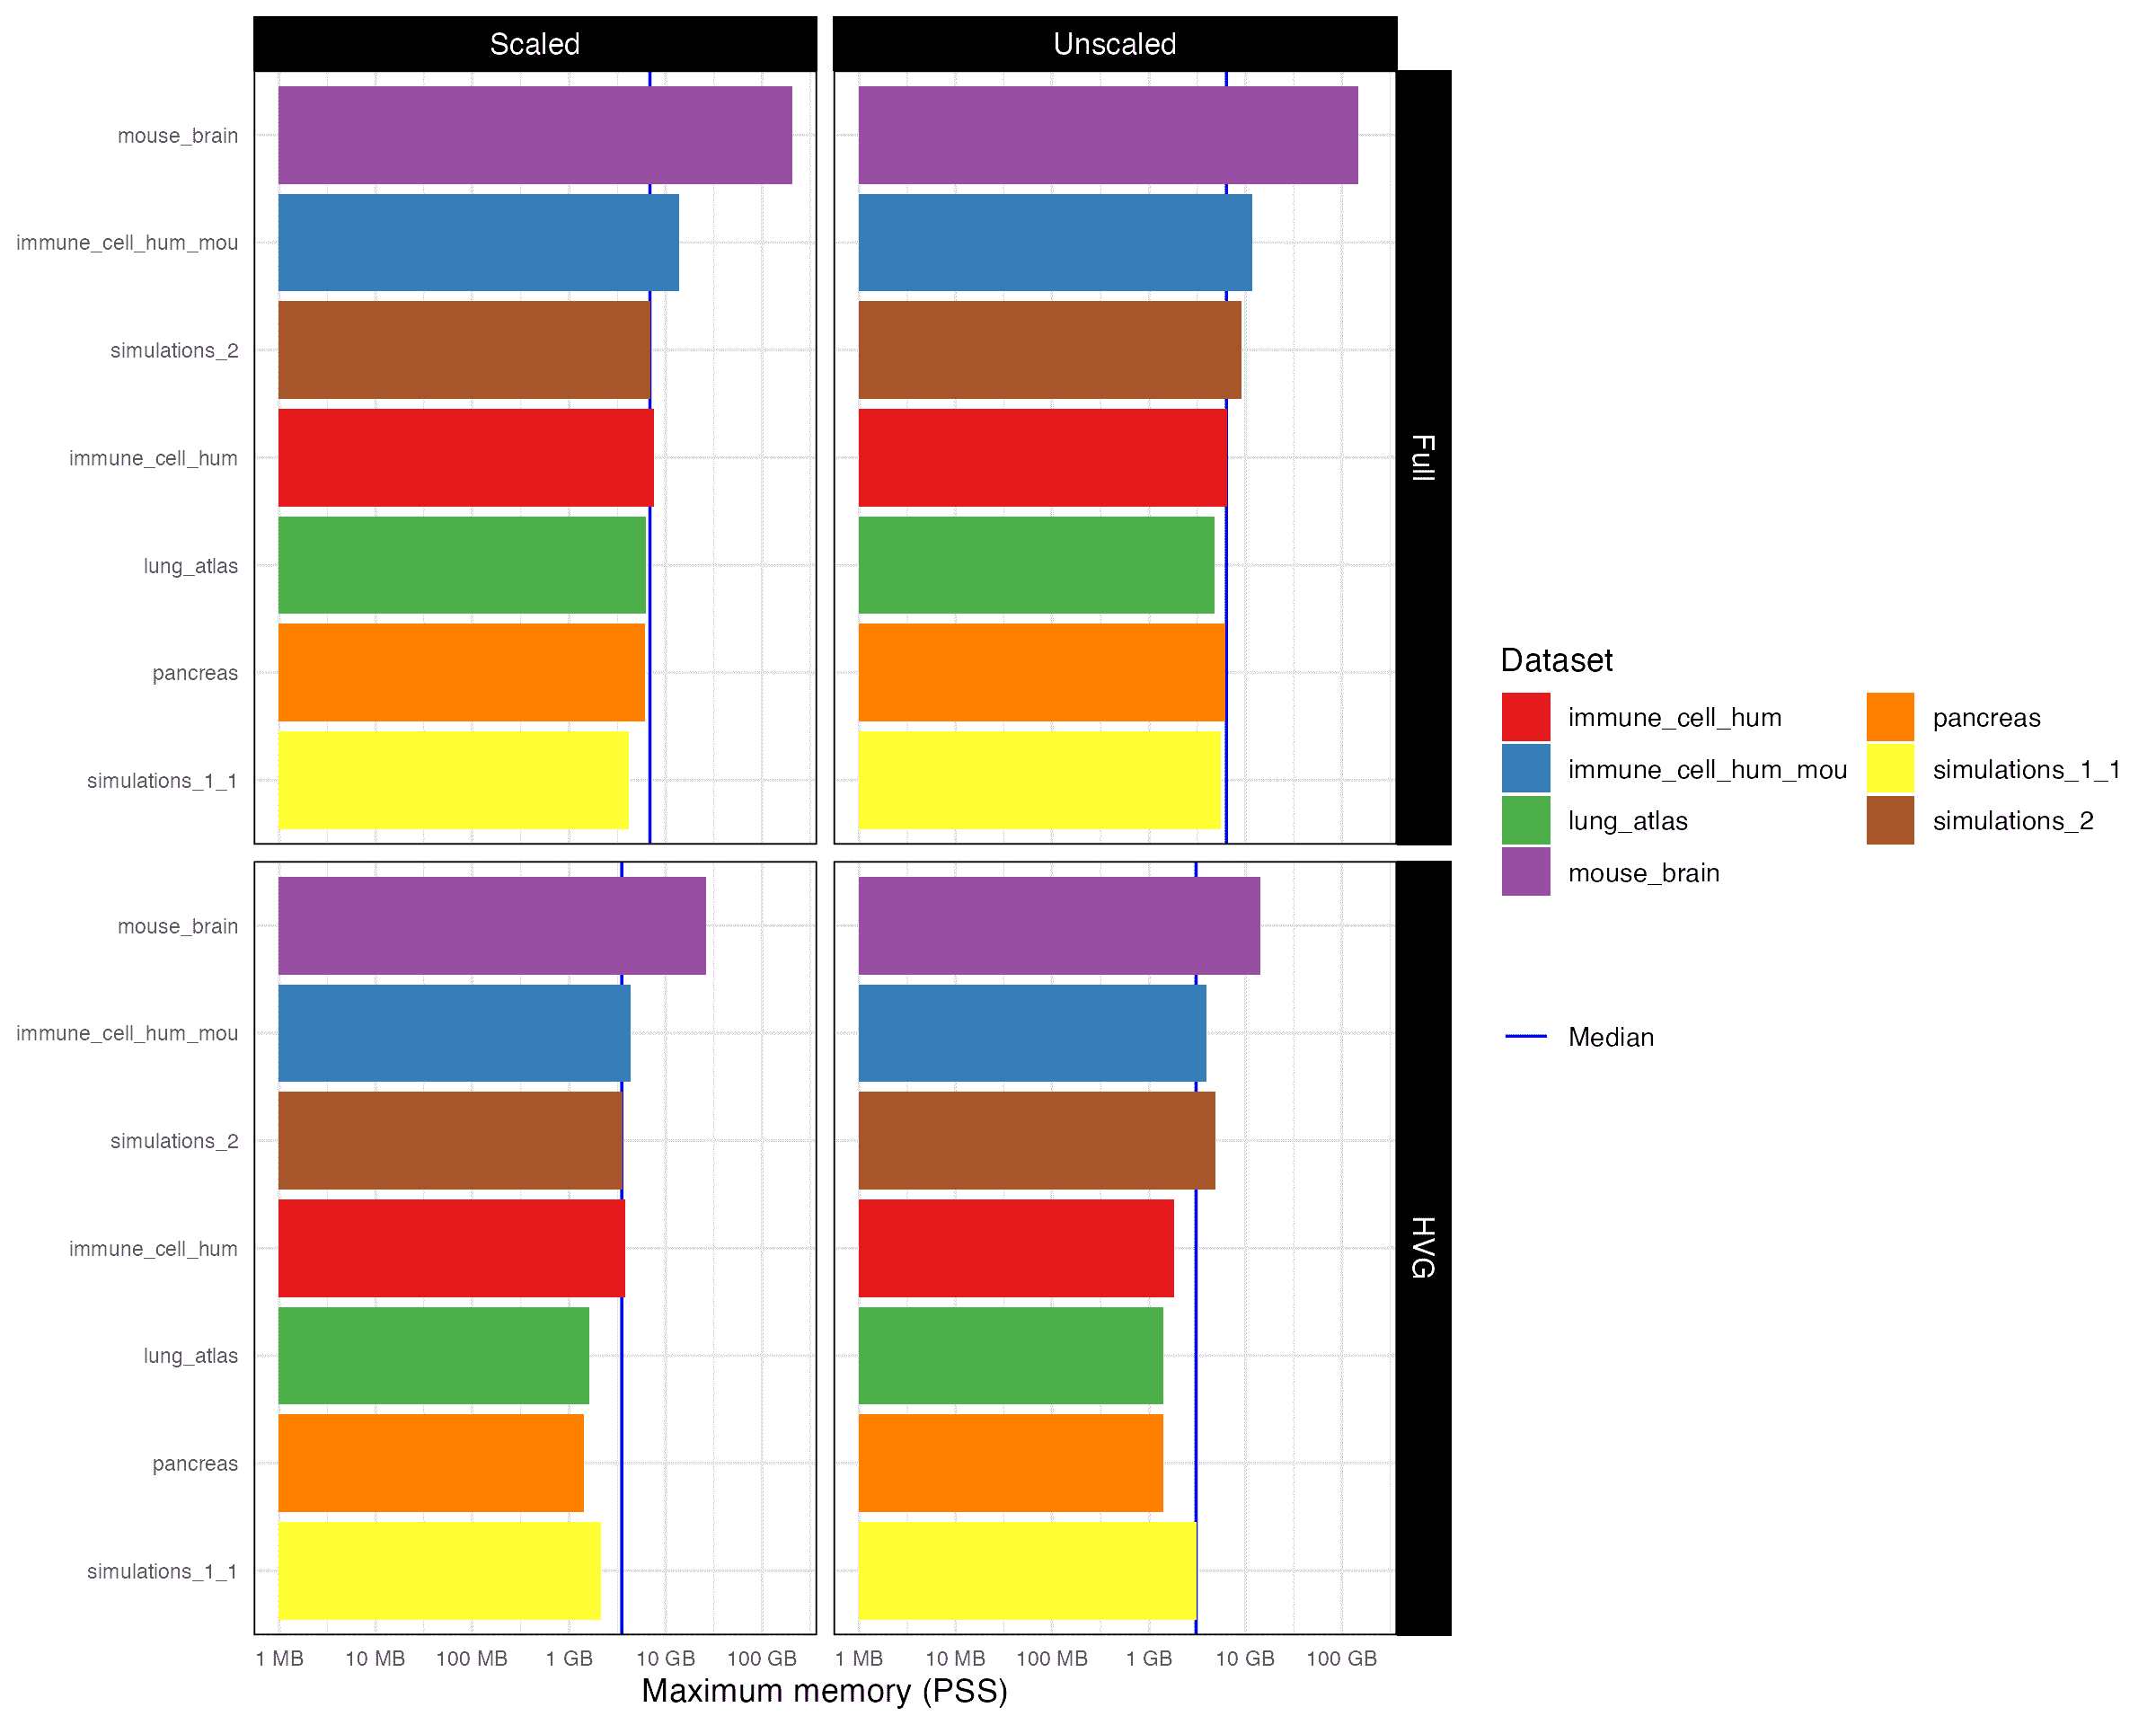 Scaled
Unscaled
Full
mouse_brain
immune_cell_hum_mou
simulations_2
immune_cell_hum
lung_atlas
pancreas
simulations_1_1
HVG
mouse_brain
immune_cell_hum_mou
simulations_2
immune_cell_hum
lung_atlas
pancreas
simulations_1_1
1 MB 10 MB 100 MB 1 GB 10 GB 100 GB
1 MB 10 MB 100 MB 1 GB 10 GB 100 GB
Maximum memory (PSS)
Dataset
immune_cell_hum
immune_cell_hum_mou
lung_atlas
mouse_brain
pancreas
simulations_1_1
simulations_2
Median